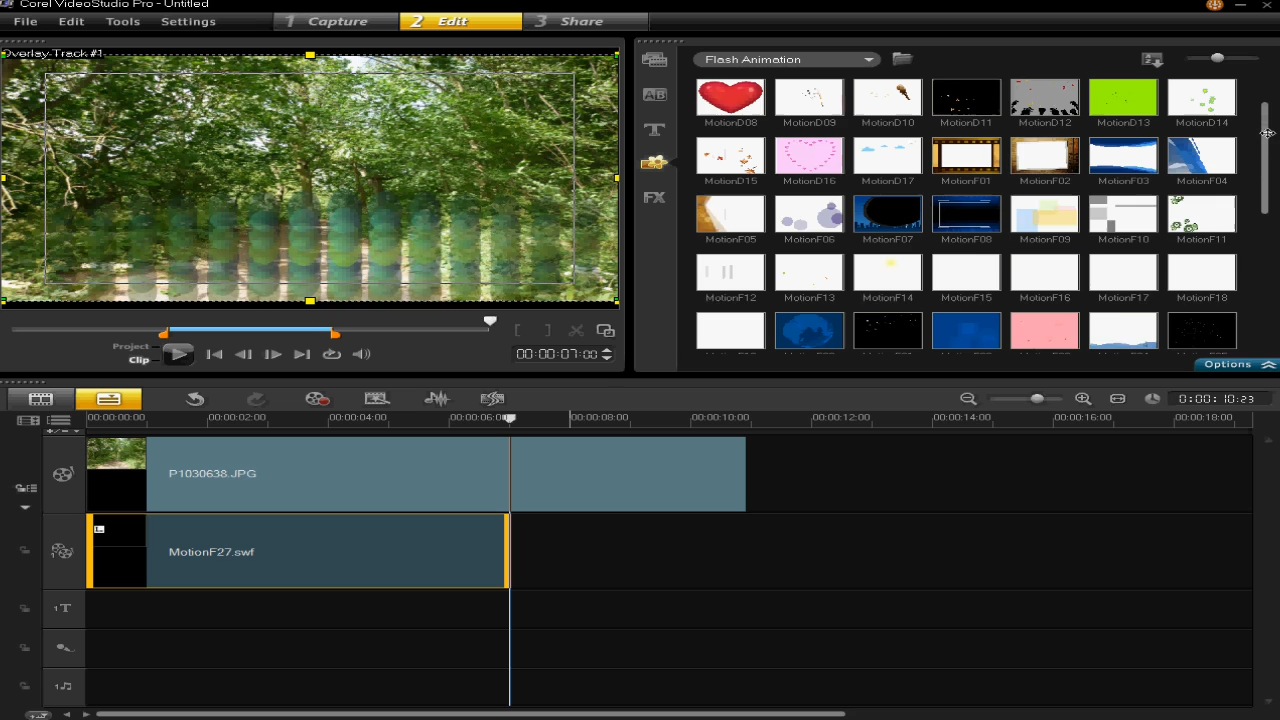 Corel VideoStudio Pro - Untitled
File Edit Tools Settings 1 Capture 2 Edit 3 Share
Overlay Track #1
Flash Animation
MotionD08 MotionD09 MotionD10 MotionD11 MotionD12 MotionD13 MotionD14
MotionD15 MotionD16 MotionD17 MotionF01 MotionF02 MotionF03 MotionF04
MotionF05 MotionF06 MotionF07 MotionF08 MotionF09 MotionF10 MotionF11
MotionF12 MotionF13 MotionF14 MotionF15 MotionF16 MotionF17 MotionF18
AB
T
FX
Project
Clip
00:00:07:00
Options
0:00:10:23
00:00:00:00 00:00:02:00 00:00:04:00 00:00:06:0 00:00:08:00 00:00:10:00 00:00:12:00 00:00:14:00 00:00:16:00 00:00:18:00
P1030638.JPG
MotionF27.swf
1T